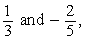 1/3 and − 2/5,